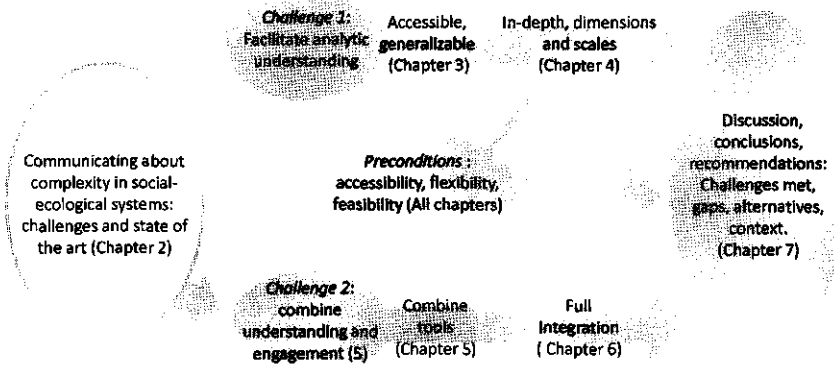 Challenge 1:
Facilitate analytic
understanding
Accessible,
generalizable
(Chapter 3)
In-depth, dimensions
and scales
(Chapter 4)
Communicating about
complexity in social-
ecological systems:
challenges and state of
the art (Chapter 2)
Preconditions :
accessibility, flexibility,
feasibility (All chapters)
Discussion,
conclusions,
recommendations:
Challenges met,
gaps, alternatives,
context.
(Chapter 7)
Challenge 2:
combine
understanding and
engagement (5)
Combine
tools
(Chapter 5)
Full
Integration
( Chapter 6)